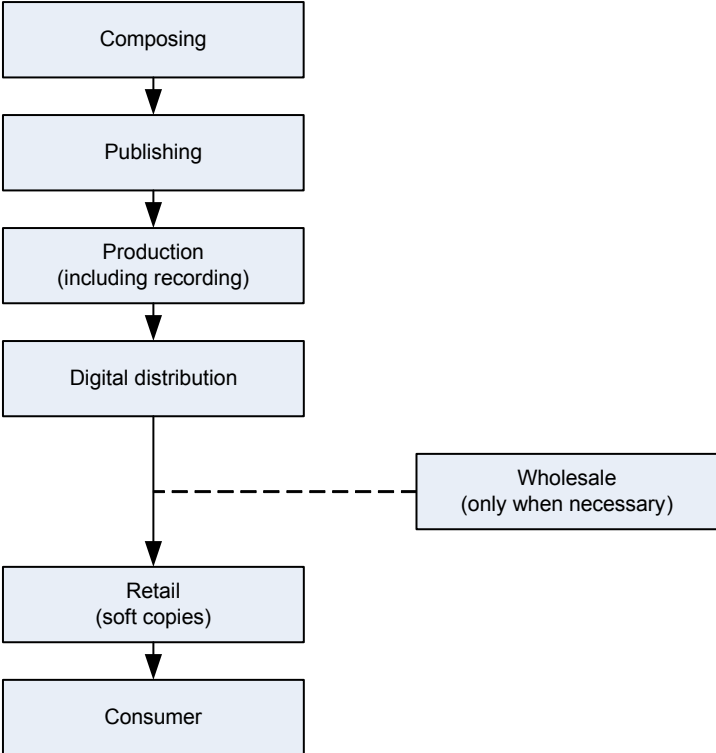 Composing
Publishing
Production
(including recording)
Digital distribution
Wholesale
(only when necessary)
Retail
(soft copies)
Consumer